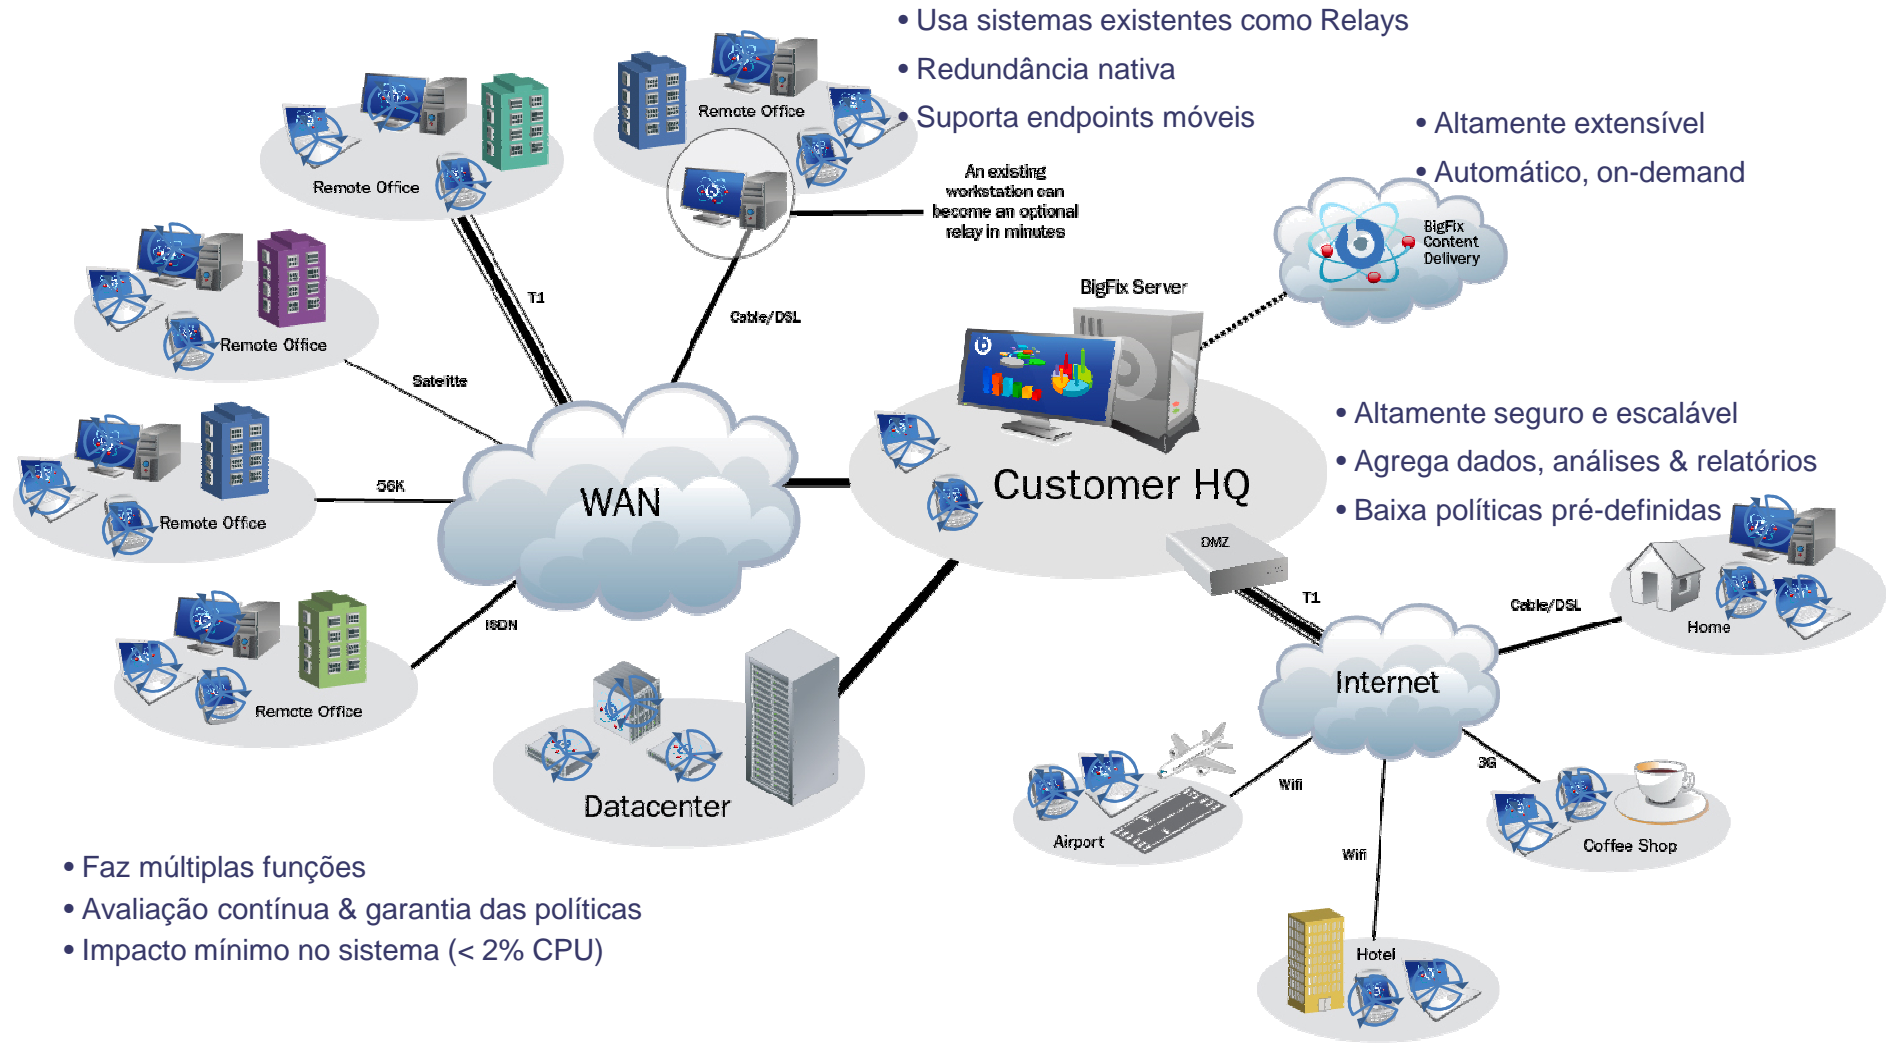 • Usa sistemas existentes como Relays
• Redundância nativa
• Suporta endpoints móveis
• Altamente extensível
• Automático, on-demand
Remote Office
Remote Office
An existing
workstation can
become an optional
relay in minutes
BigFix
Content
Delivery
BigFix Server
T1
Cable/DSL
Remote Office
Satelitte
• Altamente seguro e escalável
• Agrega dados, análises & relatórios
• Baixa políticas pré-definidas
Customer HQ
WAN
56K
Remote Office
DMZ
T1
Cable/DSL
Home
ISDN
Remote Office
Internet
Datacenter
Wifi
3G
Airport
Wifi
Coffee Shop
• Faz múltiplas funções
• Avaliação contínua & garantia das políticas
• Impacto mínimo no sistema (< 2% CPU)
Hotel